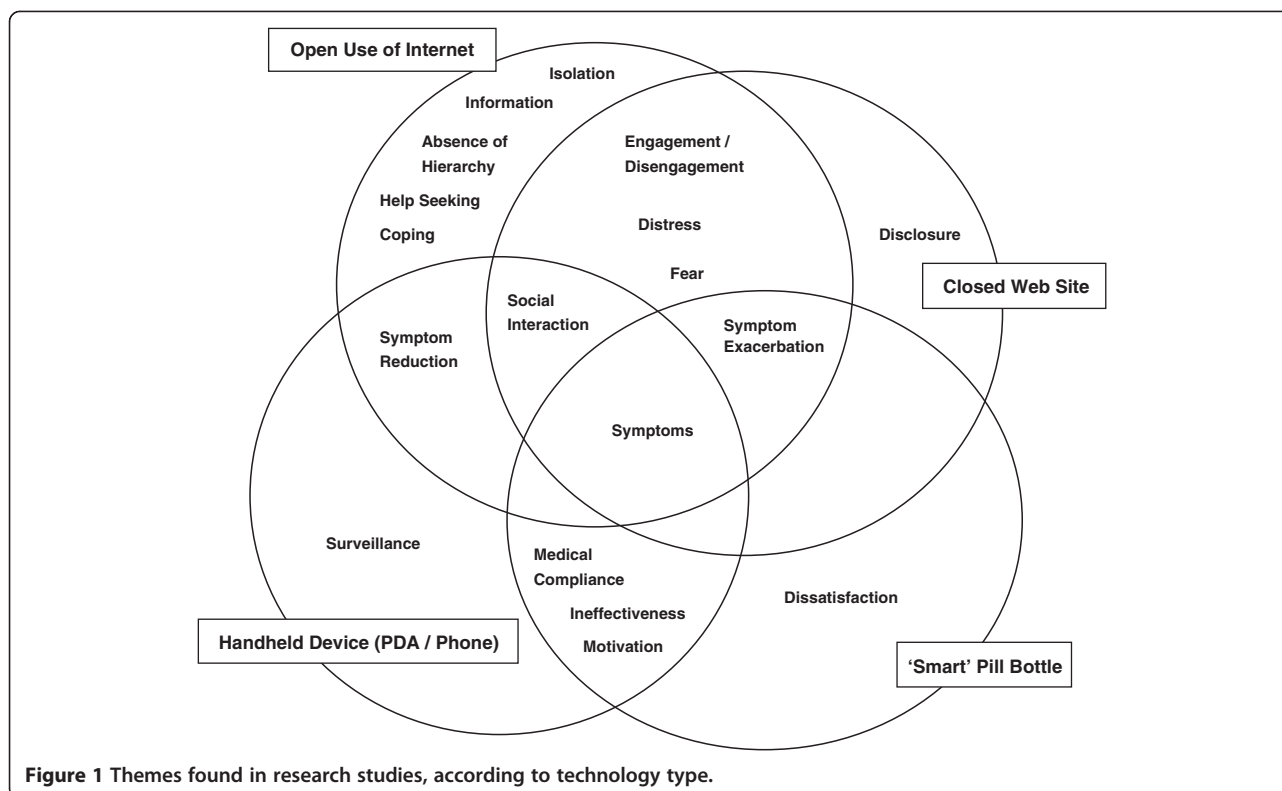 Open Use of Internet
Isolation
Information
Absence of
Hierarchy
Help Seeking
Coping
Engagement /
Disengagement
Distress
Fear
Disclosure
Closed Web Site
Social
Interaction
Symptom
Exacerbation
Symptom
Reduction
Symptoms
Surveillance
Medical
Compliance
Ineffectiveness
Motivation
Dissatisfaction
Handheld Device (PDA / Phone)
‘Smart’ Pill Bottle
Figure 1 Themes found in research studies, according to technology type.